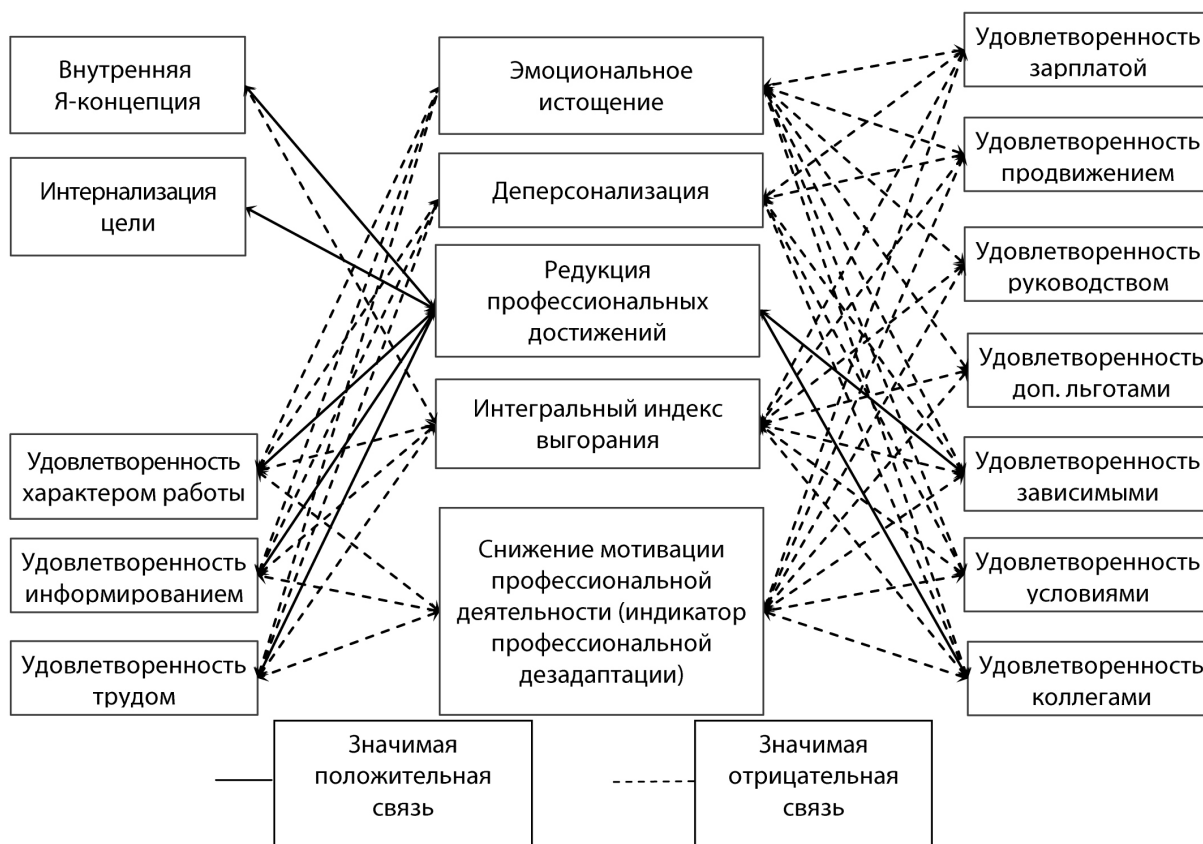 Внутренняя
Я-концепция
Интернализация
цели
Удовлетворенность
характером работы
Удовлетворенность
информированием
Удовлетворенность
трудом
Эмоциональное
истощение
Деперсонализация
Редукция
профессиональных
достижений
Интегральный индекс
выгорания
Снижение мотивации
профессиональной
деятельности (индикатор
профессиональной
дезадаптации)
Удовлетворенность
зарплатой
Удовлетворенность
продвижением
Удовлетворенность
руководством
Удовлетворенность
доп. льготами
Удовлетворенность
зависимыми
Удовлетворенность
условиями
Удовлетворенность
коллегами
Значимая
положительная
связь
Значимая
отрицательная
связь